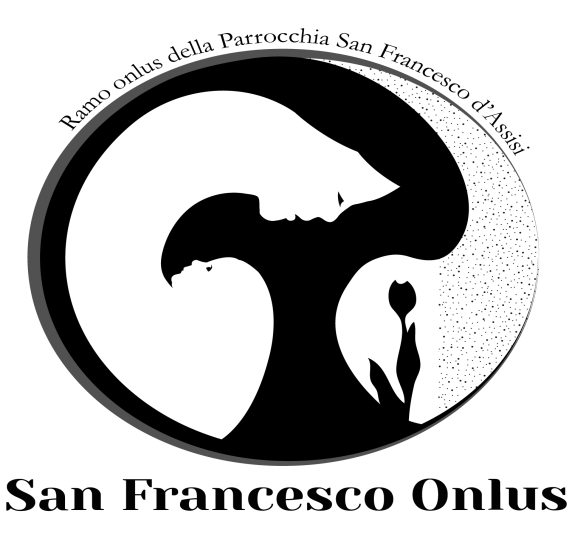 Ramo onlus della Parrocchia San Francesco d'Assisi
San Francesco Onlus